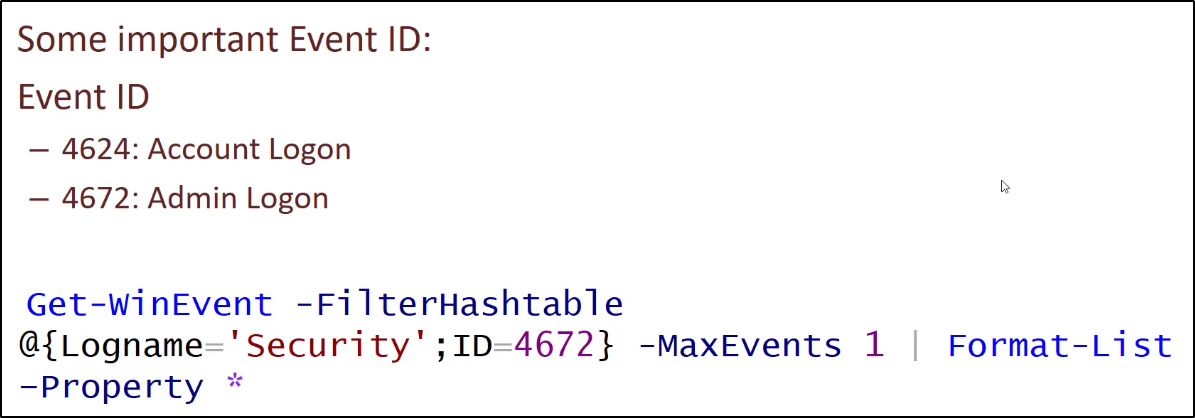 Some important Event ID:
Event ID
– 4624: Account Logon
– 4672: Admin Logon
Get-WinEvent -FilterHashtable
@{Logname='Security';ID=4672} -MaxEvents 1 | Format-List
-Property *